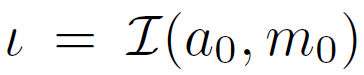 ι = ℐ(a₀, m₀)